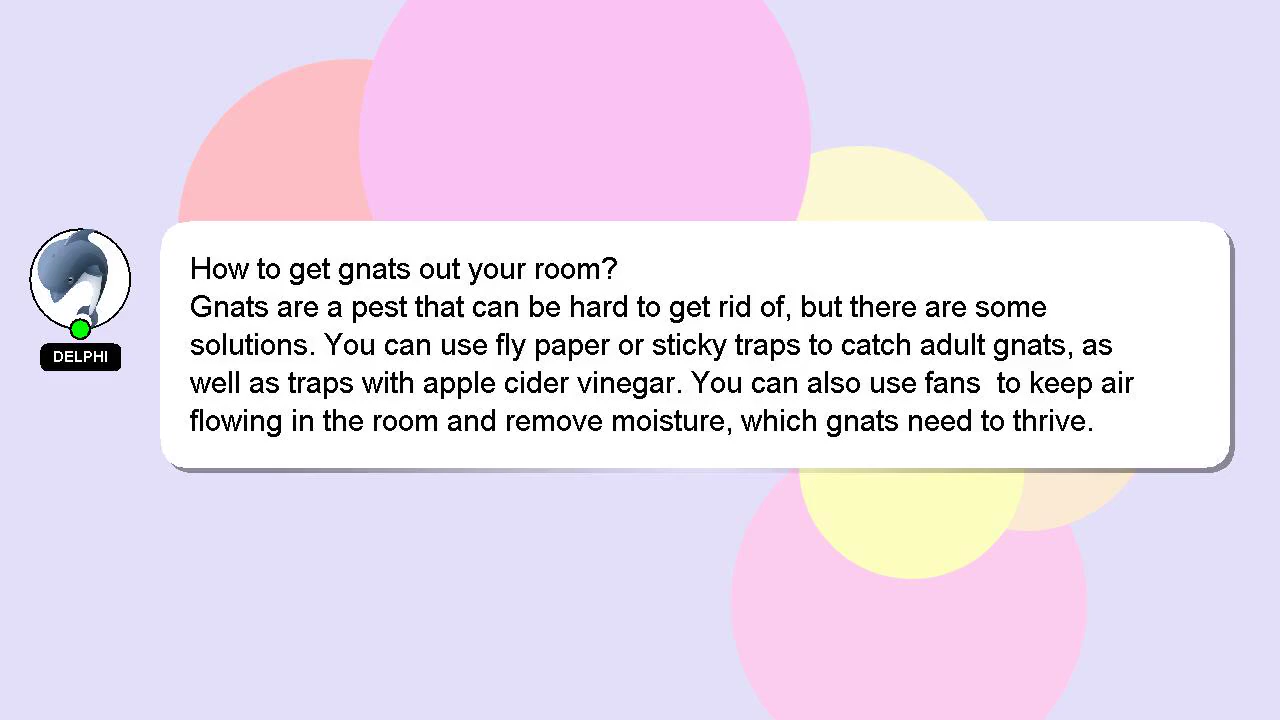 How to get gnats out your room?
Gnats are a pest that can be hard to get rid of, but there are some
solutions. You can use fly paper or sticky traps to catch adult gnats, as
well as traps with apple cider vinegar. You can also use fans  to keep air
flowing in the room and remove moisture, which gnats need to thrive.
DELPHI